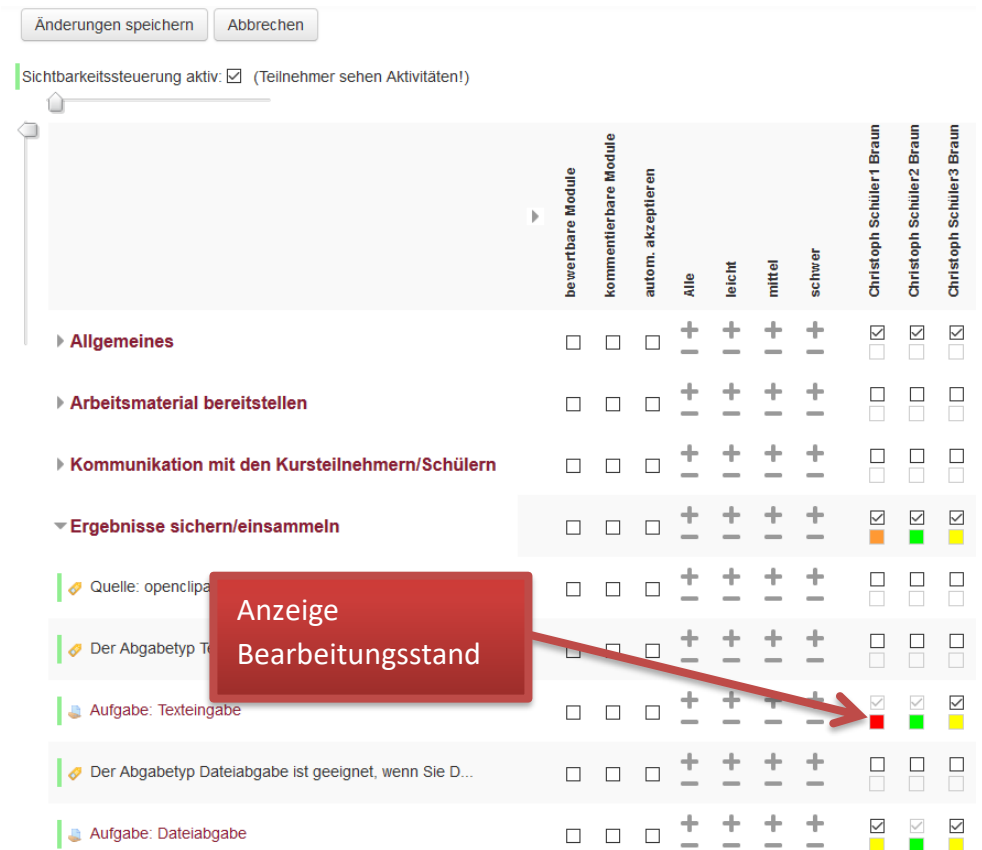 Änderungen speichern Abbrechen
Sichtbarkeitssteuerung aktiv: (Teilnehmer sehen Aktivitäten!)
bewertbare Module
kommentierbare Module
autom. akzeptieren
Alle
leicht
mittel
schwer
Christoph Schüler1 Braun
Christoph Schüler2 Braun
Christoph Schüler3 Braun
Allgemeines
Arbeitsmaterial bereitstellen
Kommunikation mit den Kursteilnehmern/Schülern
Ergebnisse sichern/einsammeln
Quelle: openclipa
Anzeige
Bearbeitungsstand
Der Abgabetyp
Aufgabe: Texteingabe
Der Abgabetyp Dateiabgabe ist geeignet, wenn Sie D...
Aufgabe: Dateiabgabe